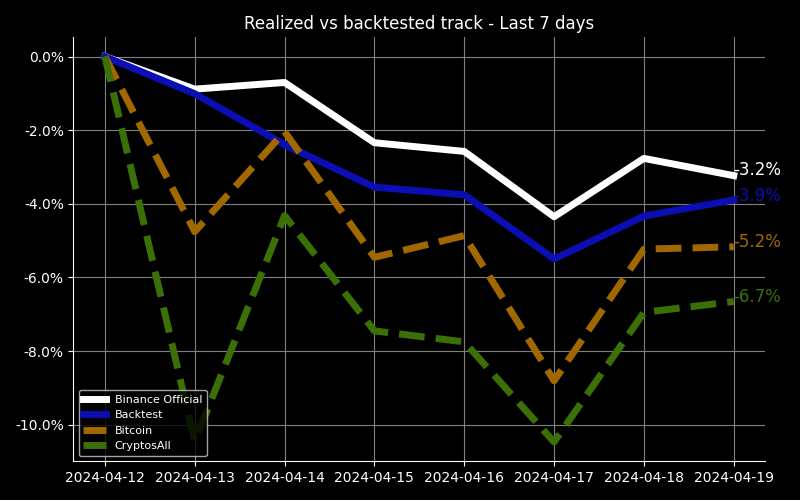 Realized vs backtested track - Last 7 days
0.0%
-2.0%
-4.0%
-6.0%
-8.0%
-10.0%
-3.2%
-3.9%
-5.2%
-6.7%
Binance Official
Backtest
Bitcoin
CryptosAll
2024-04-12 2024-04-13 2024-04-14 2024-04-15 2024-04-16 2024-04-17 2024-04-18 2024-04-19